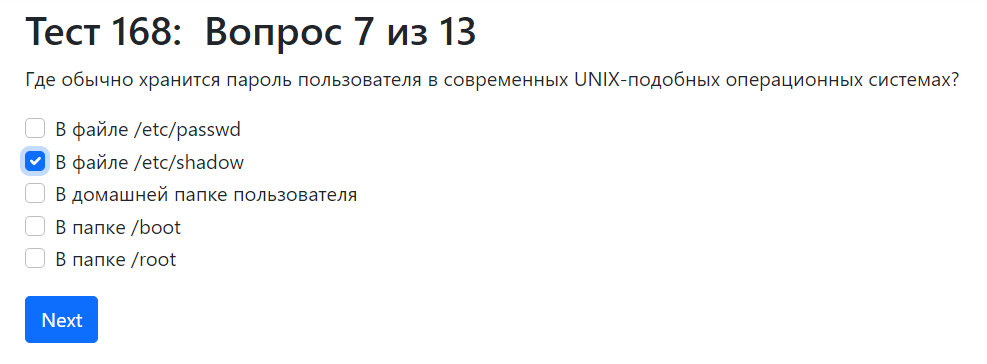 Тест 168: Вопрос 7 из 13
Где обычно хранится пароль пользователя в современных UNIX-подобных операционных системах?
В файле /etc/passwd
В файле /etc/shadow
В домашней папке пользователя
В папке /boot
В папке /root
Next